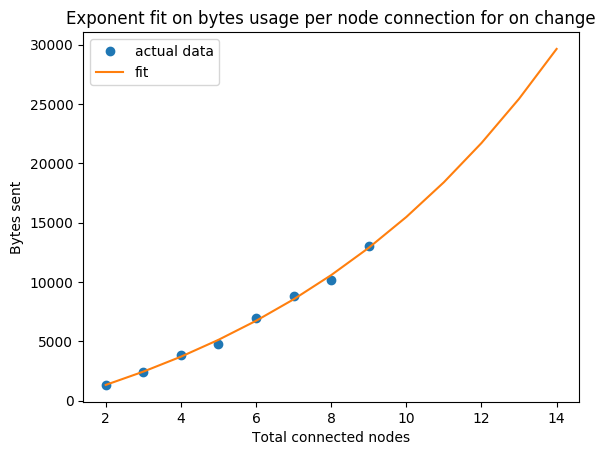 Exponent fit on bytes usage per node connection for on change
30000
25000
20000
15000
10000
5000
0
Bytes sent
actual data
fit
2
4
6
8
10
12
14
Total connected nodes